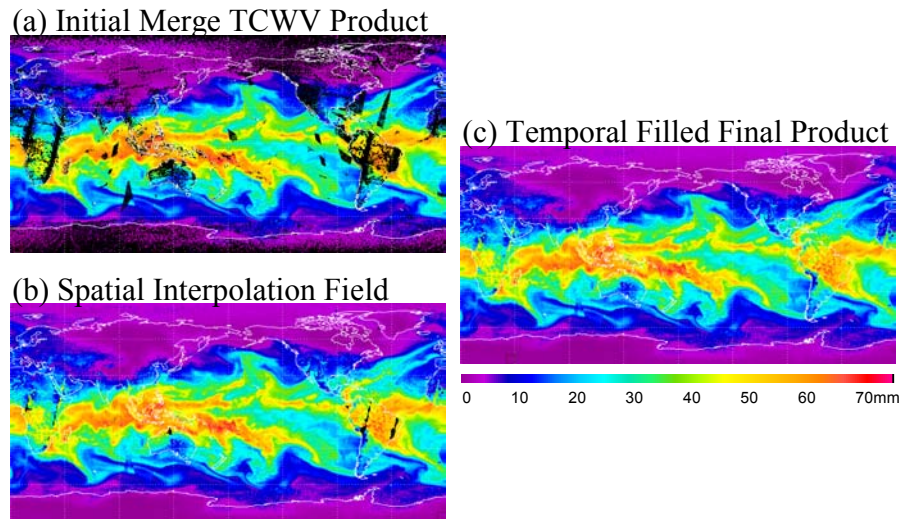 (a) Initial Merge TCWV Product
(b) Spatial Interpolation Field
(c) Temporal Filled Final Product
0 10 20 30 40 50 60 70mm